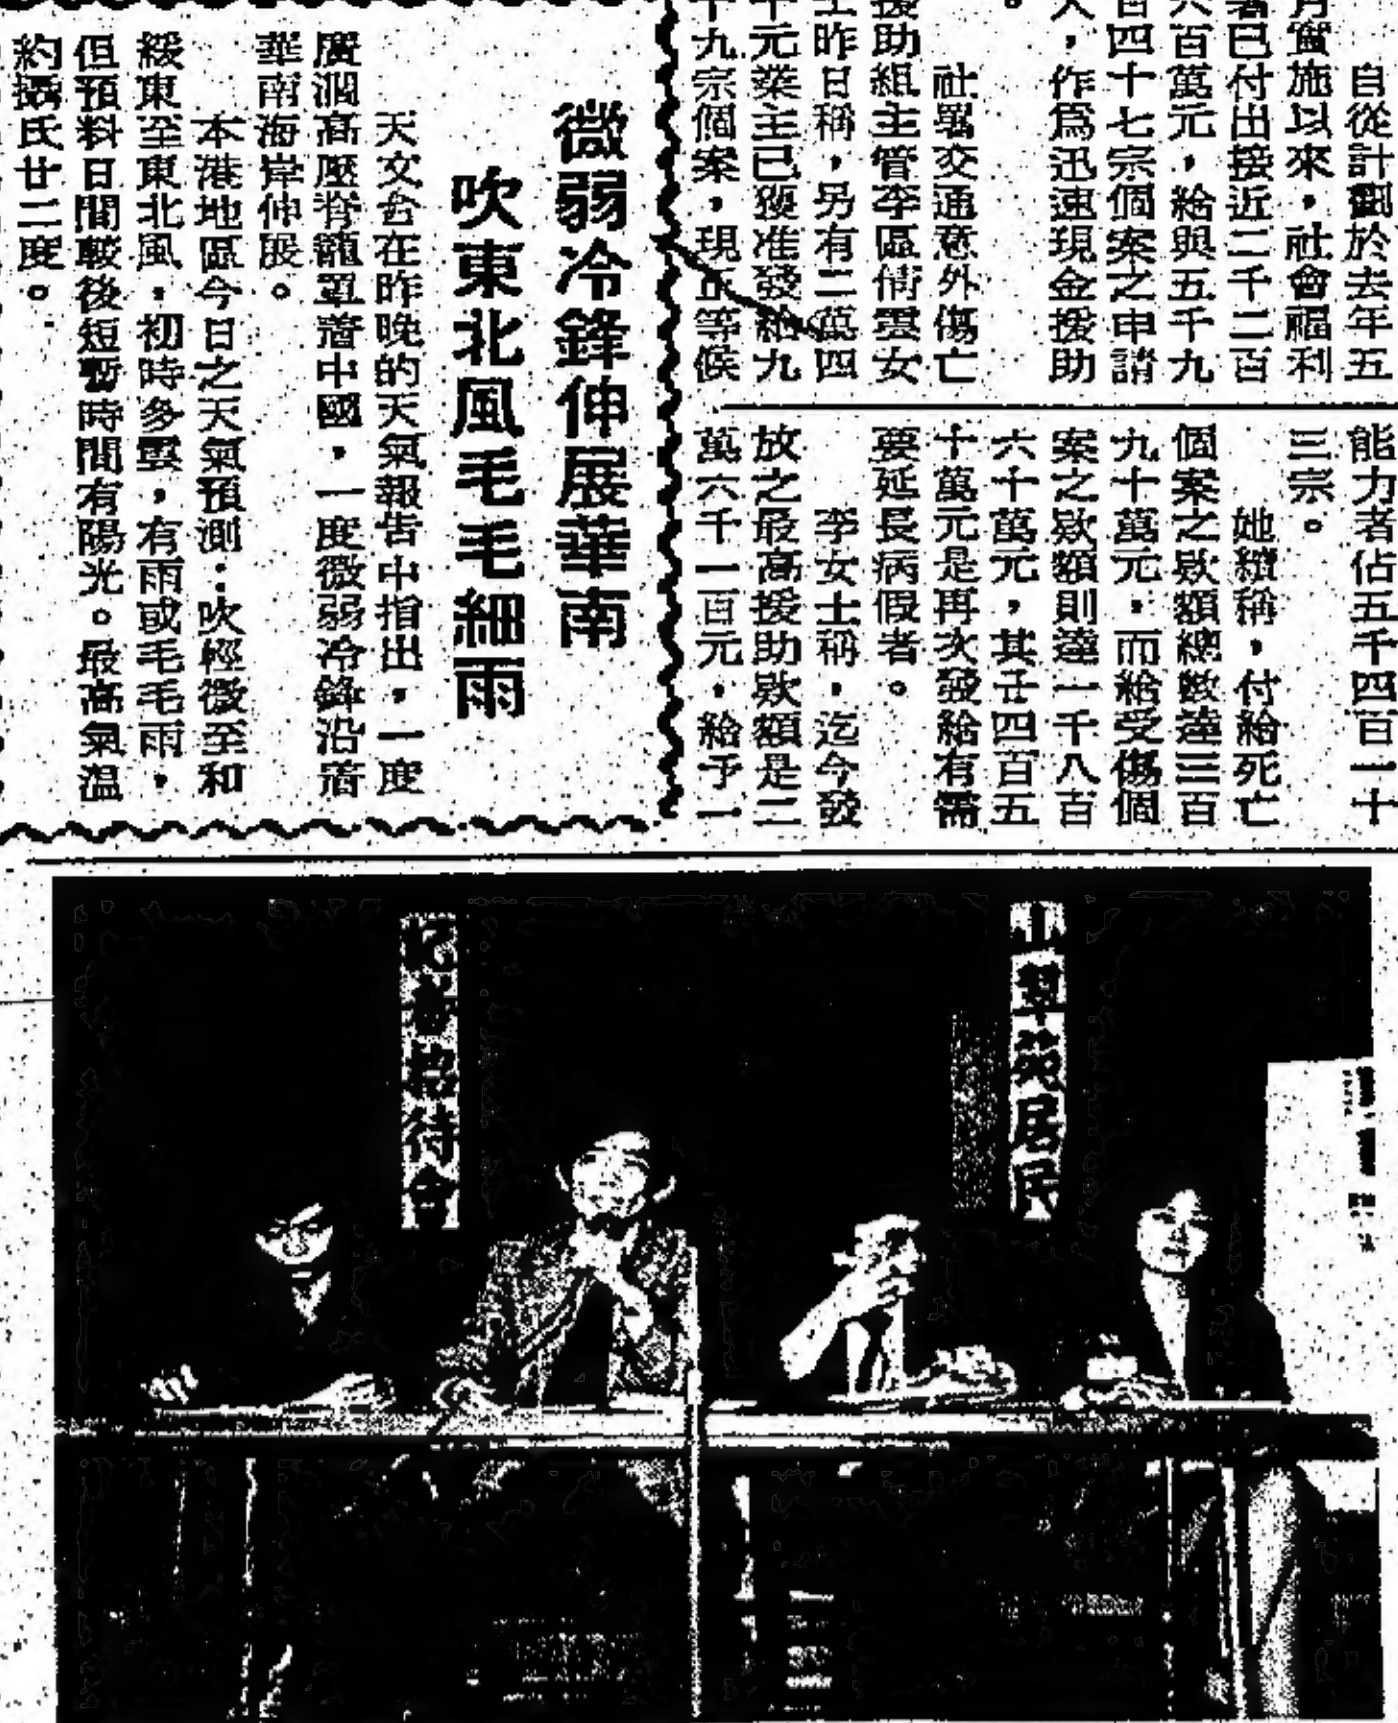 自從計劃於去年五
月實施以來，社會福利
署已付出接近二千二百
六百萬元，給與五千九
百四十七宗個案之申請
人，作爲迅速現金援助
。
社署交通意外傷亡
援助組主管李區倩雲女
士昨日稱，另有二萬四
千元業主已獲准發給九
十九宗個案，現正等候
能力者佔五千四百一十
三宗。
她續稱，付給死亡
個案之欵額總數達三百
九十萬元，而給受傷個
案之欵額則達一千八百
六十萬元，其中四百五
十萬元是再次發給有需
要延長病假者。
李女士稱，迄今發
放之最高援助欵額是二
萬六千一百元，給予一
微弱冷鋒伸展華南
吹東北風毛毛細雨
天文台在昨晚的天氣報告中指出，一度
廣濶高壓脊籠罩着中國，一度微弱冷鋒沿着
華南海岸伸展。
本港地區今日之天氣預測：吹輕微至和
緩東至東北風，初時多雲，有雨或毛毛雨，
但預料日間較後短暫時間有陽光。最高氣温
約攝氏廿二度。
翠苑居民
記者招待會